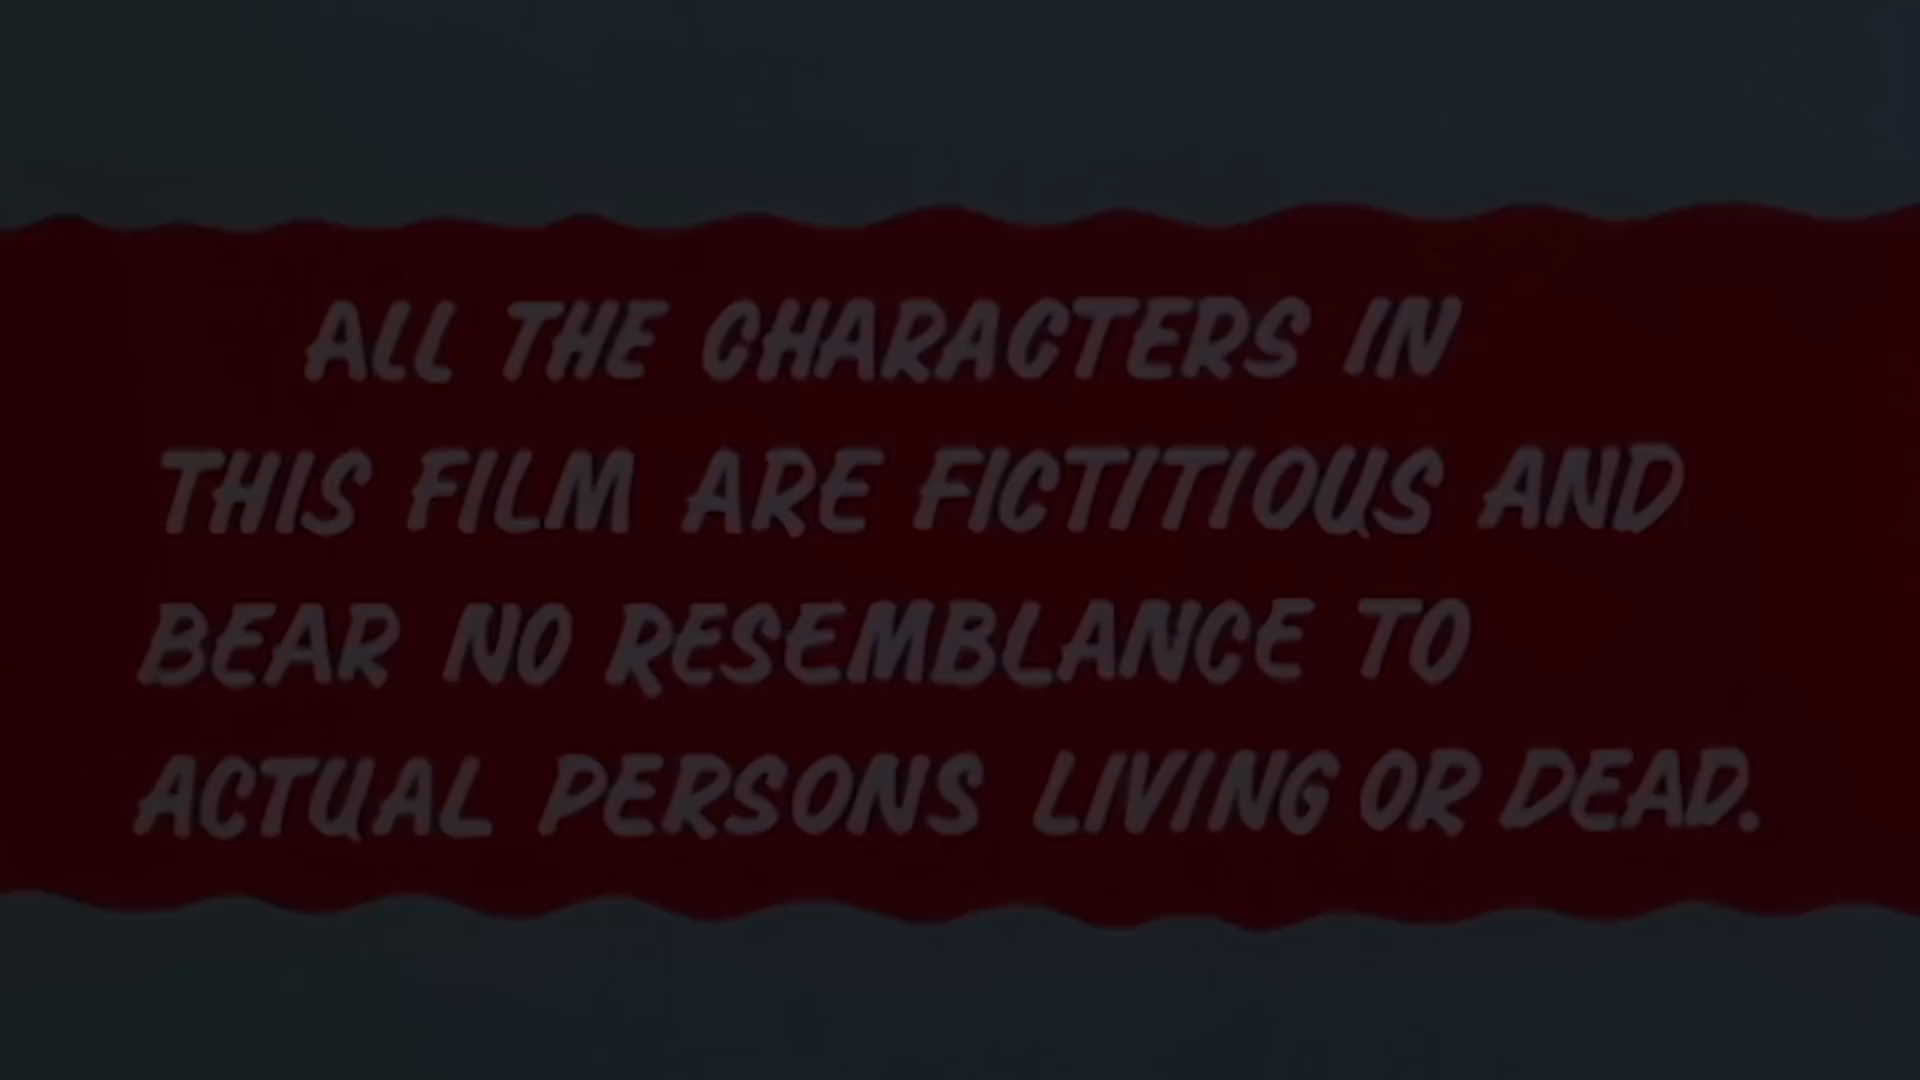 ALL THE CHARACTERS IN
THIS FILM ARE FICTITIOUS AND
BEAR NO RESEMBLANCE TO
ACTUAL PERSONS LIVING OR DEAD.